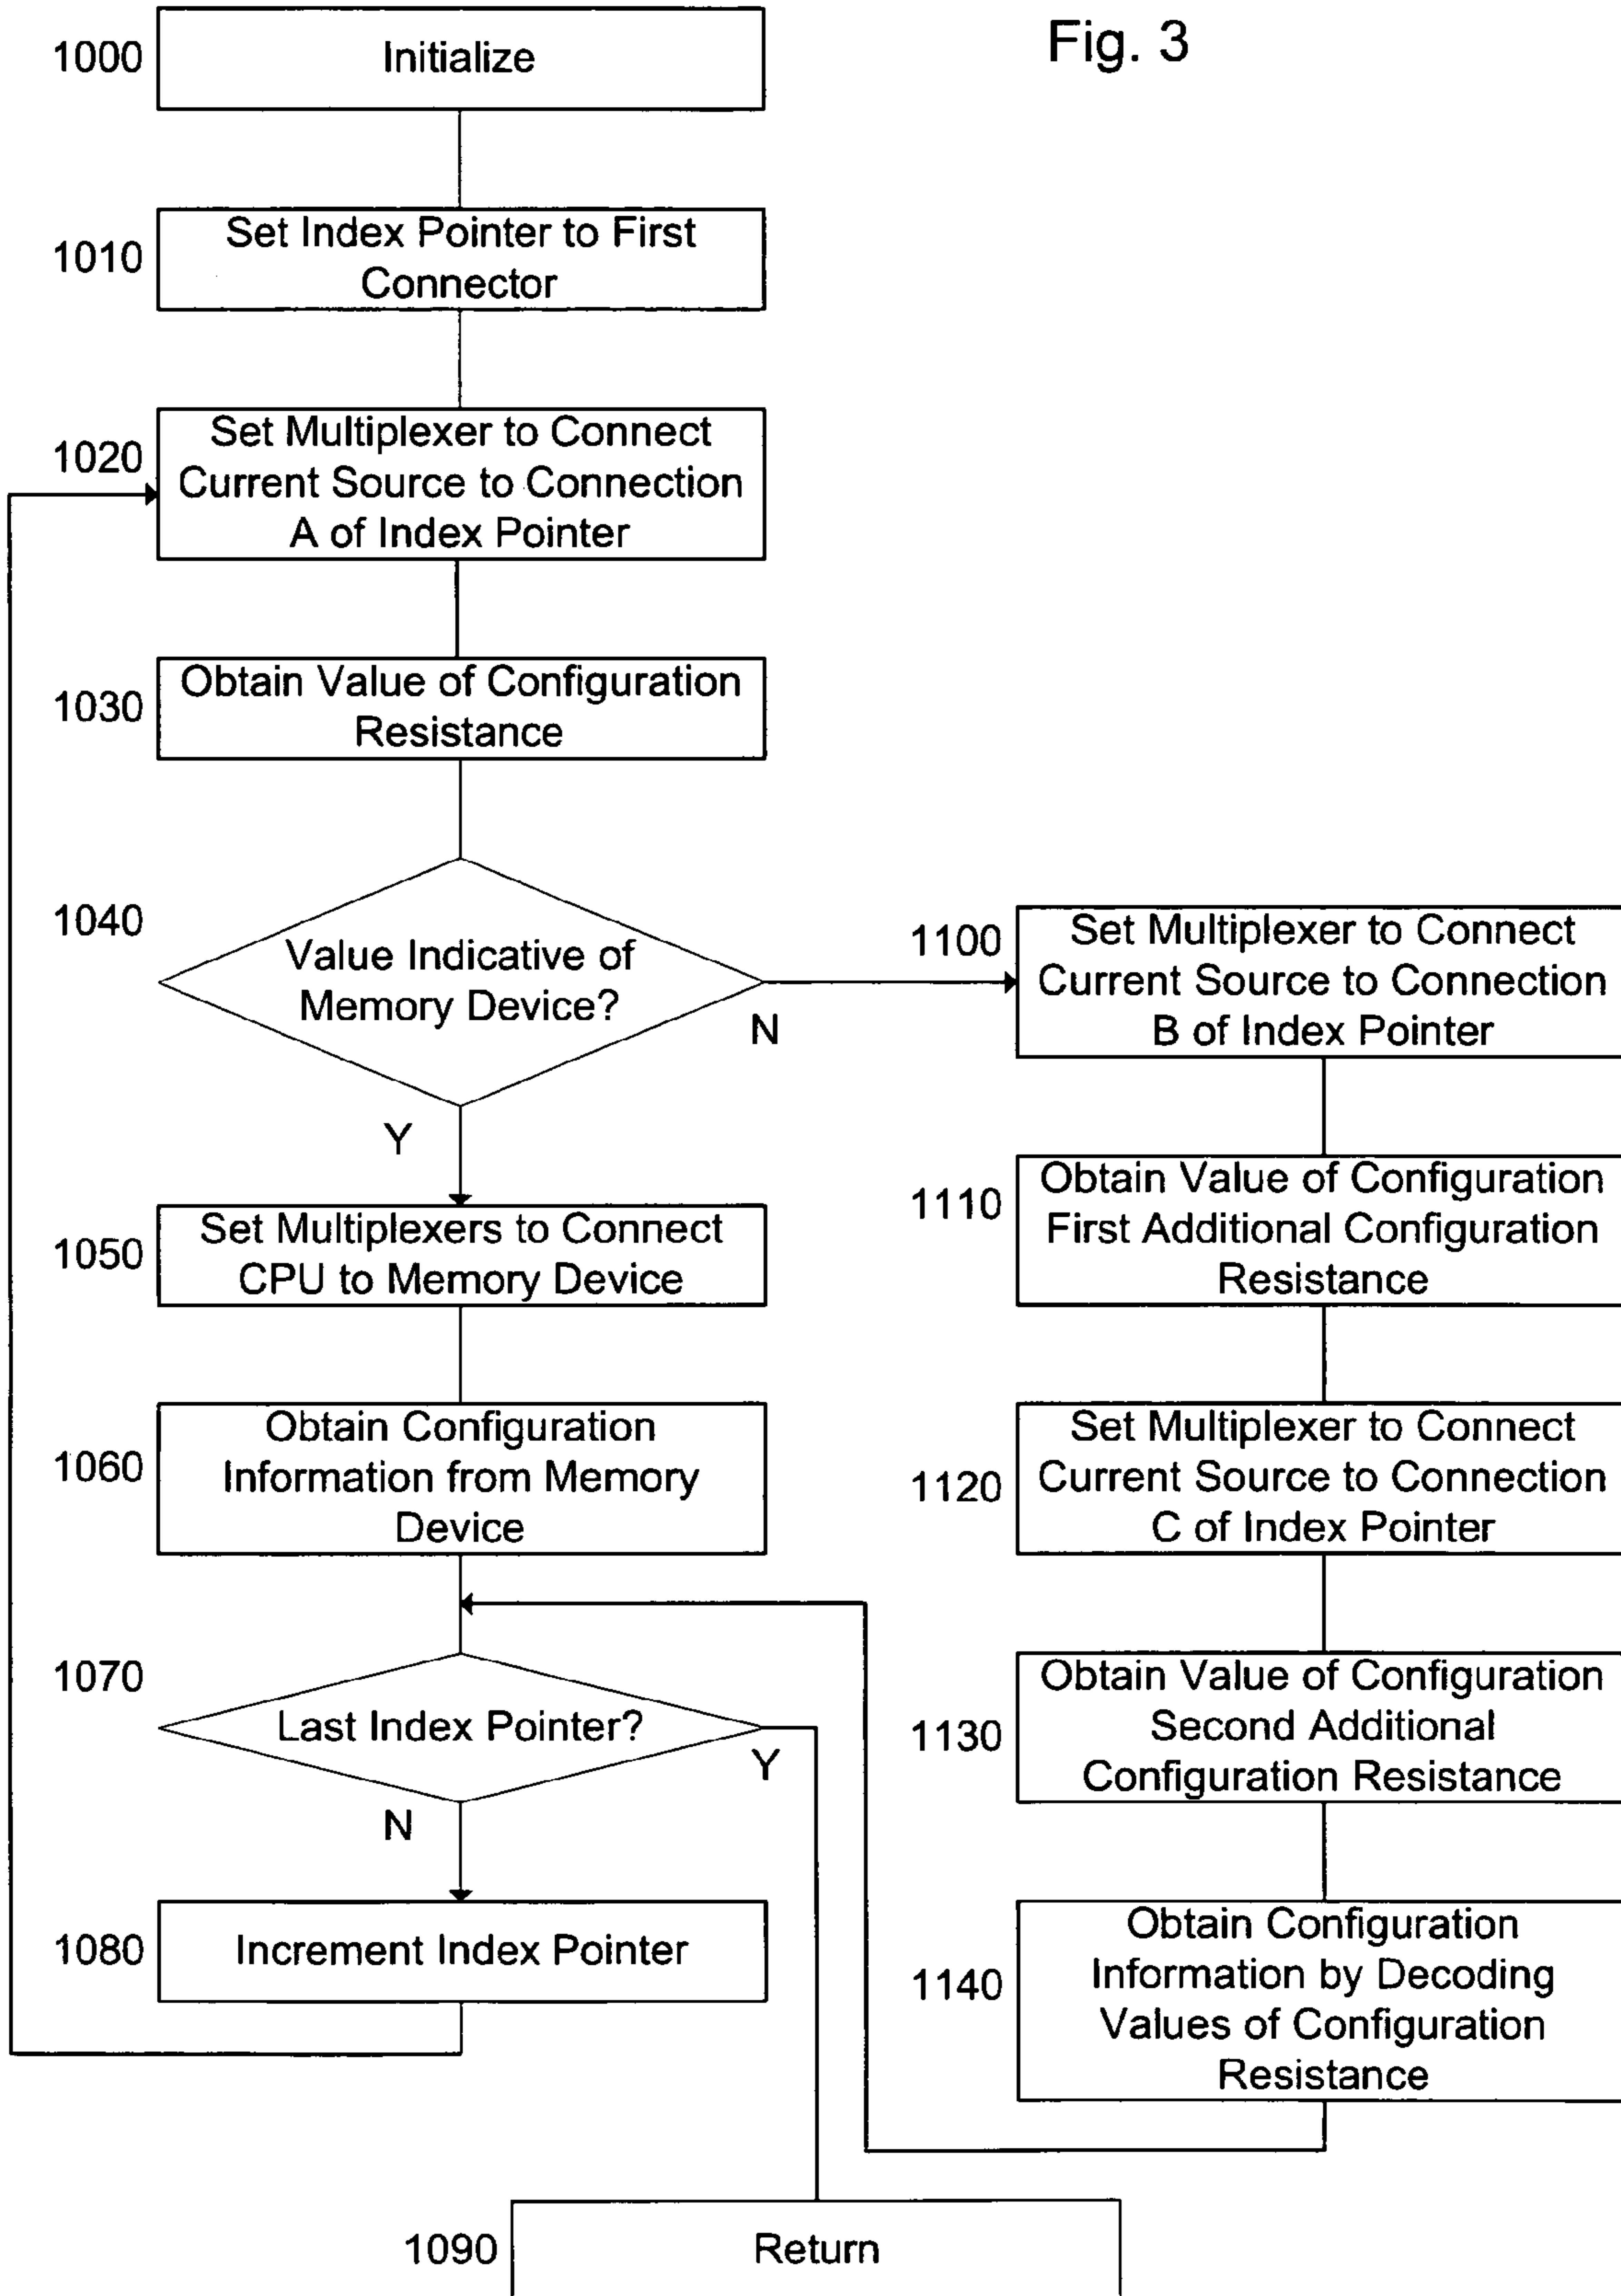 Fig. 3
1000
Initialize
1010
Set Index Pointer to First
Connector
1020
Set Multiplexer to Connect
Current Source to Connection
A of Index Pointer
1030
Obtain Value of Configuration
Resistance
1040
Value Indicative of
Memory Device?
N
Y
1050
Set Multiplexers to Connect
CPU to Memory Device
1060
Obtain Configuration
Information from Memory
Device
1070
Last Index Pointer?
Y
N
1080
Increment Index Pointer
1100
Set Multiplexer to Connect
Current Source to Connection
B of Index Pointer
1110
Obtain Value of Configuration
First Additional Configuration
Resistance
1120
Set Multiplexer to Connect
Current Source to Connection
C of Index Pointer
1130
Obtain Value of Configuration
Second Additional
Configuration Resistance
1140
Obtain Configuration
Information by Decoding
Values of Configuration
Resistance
1090
Return